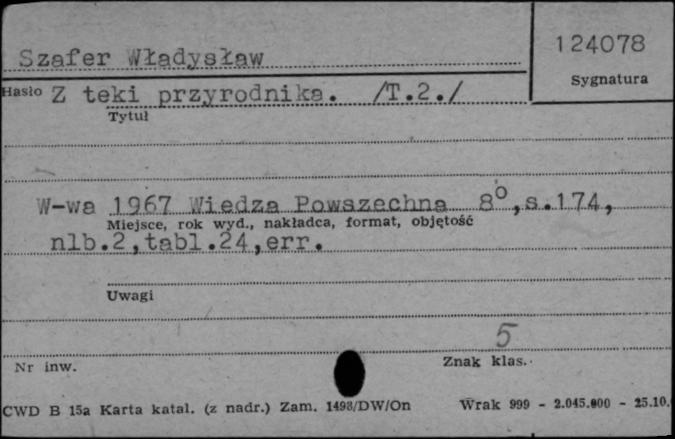 Szafer Władysław
124078
Sygnatura
Hasło Z teki przyrodnika. /T.2./
Tytuł
W-wa 1967 Wiedza Powszechna 8⁰,s.174,
Miejsce, rok wyd., nakładca, format, objętość
nlb.2,tabl.24,err.
Uwagi
5
Nr inw.
Znak klas.
CWD B 15a Karta katal. (z nadr.) Zam. 1498/DW/On Wrak 999 - 2.045.000 - 25.10.